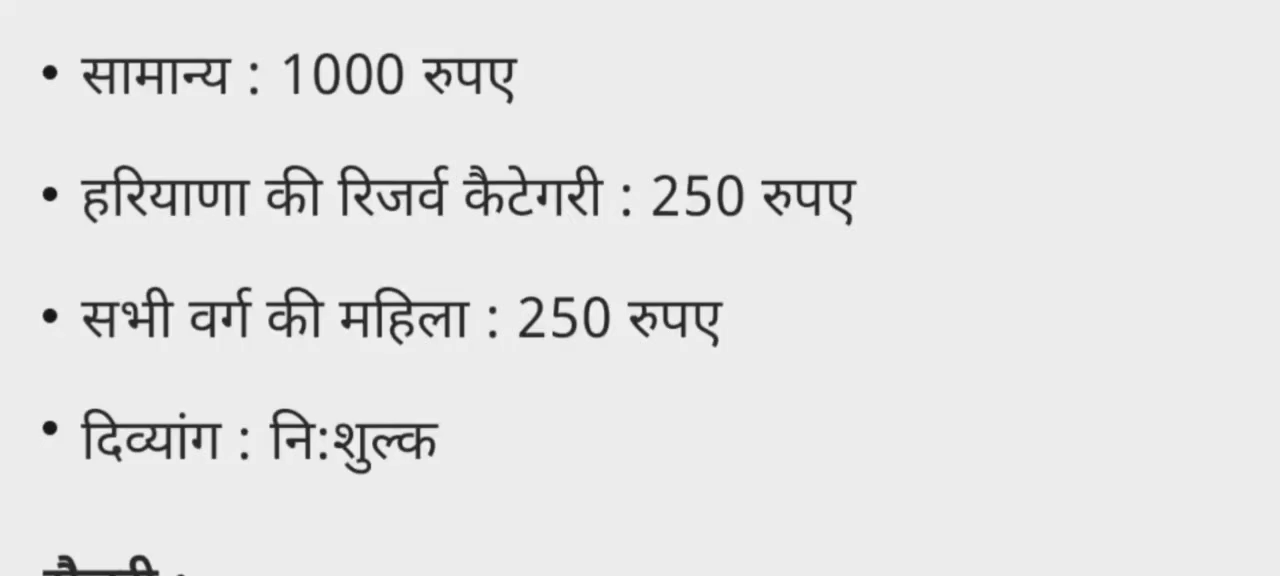 • सामान्य : 1000 रुपए
• हरियाणा की रिजर्व कैटेगरी : 250 रुपए
• सभी वर्ग की महिला : 250 रुपए
• दिव्यांग : नि:शुल्क